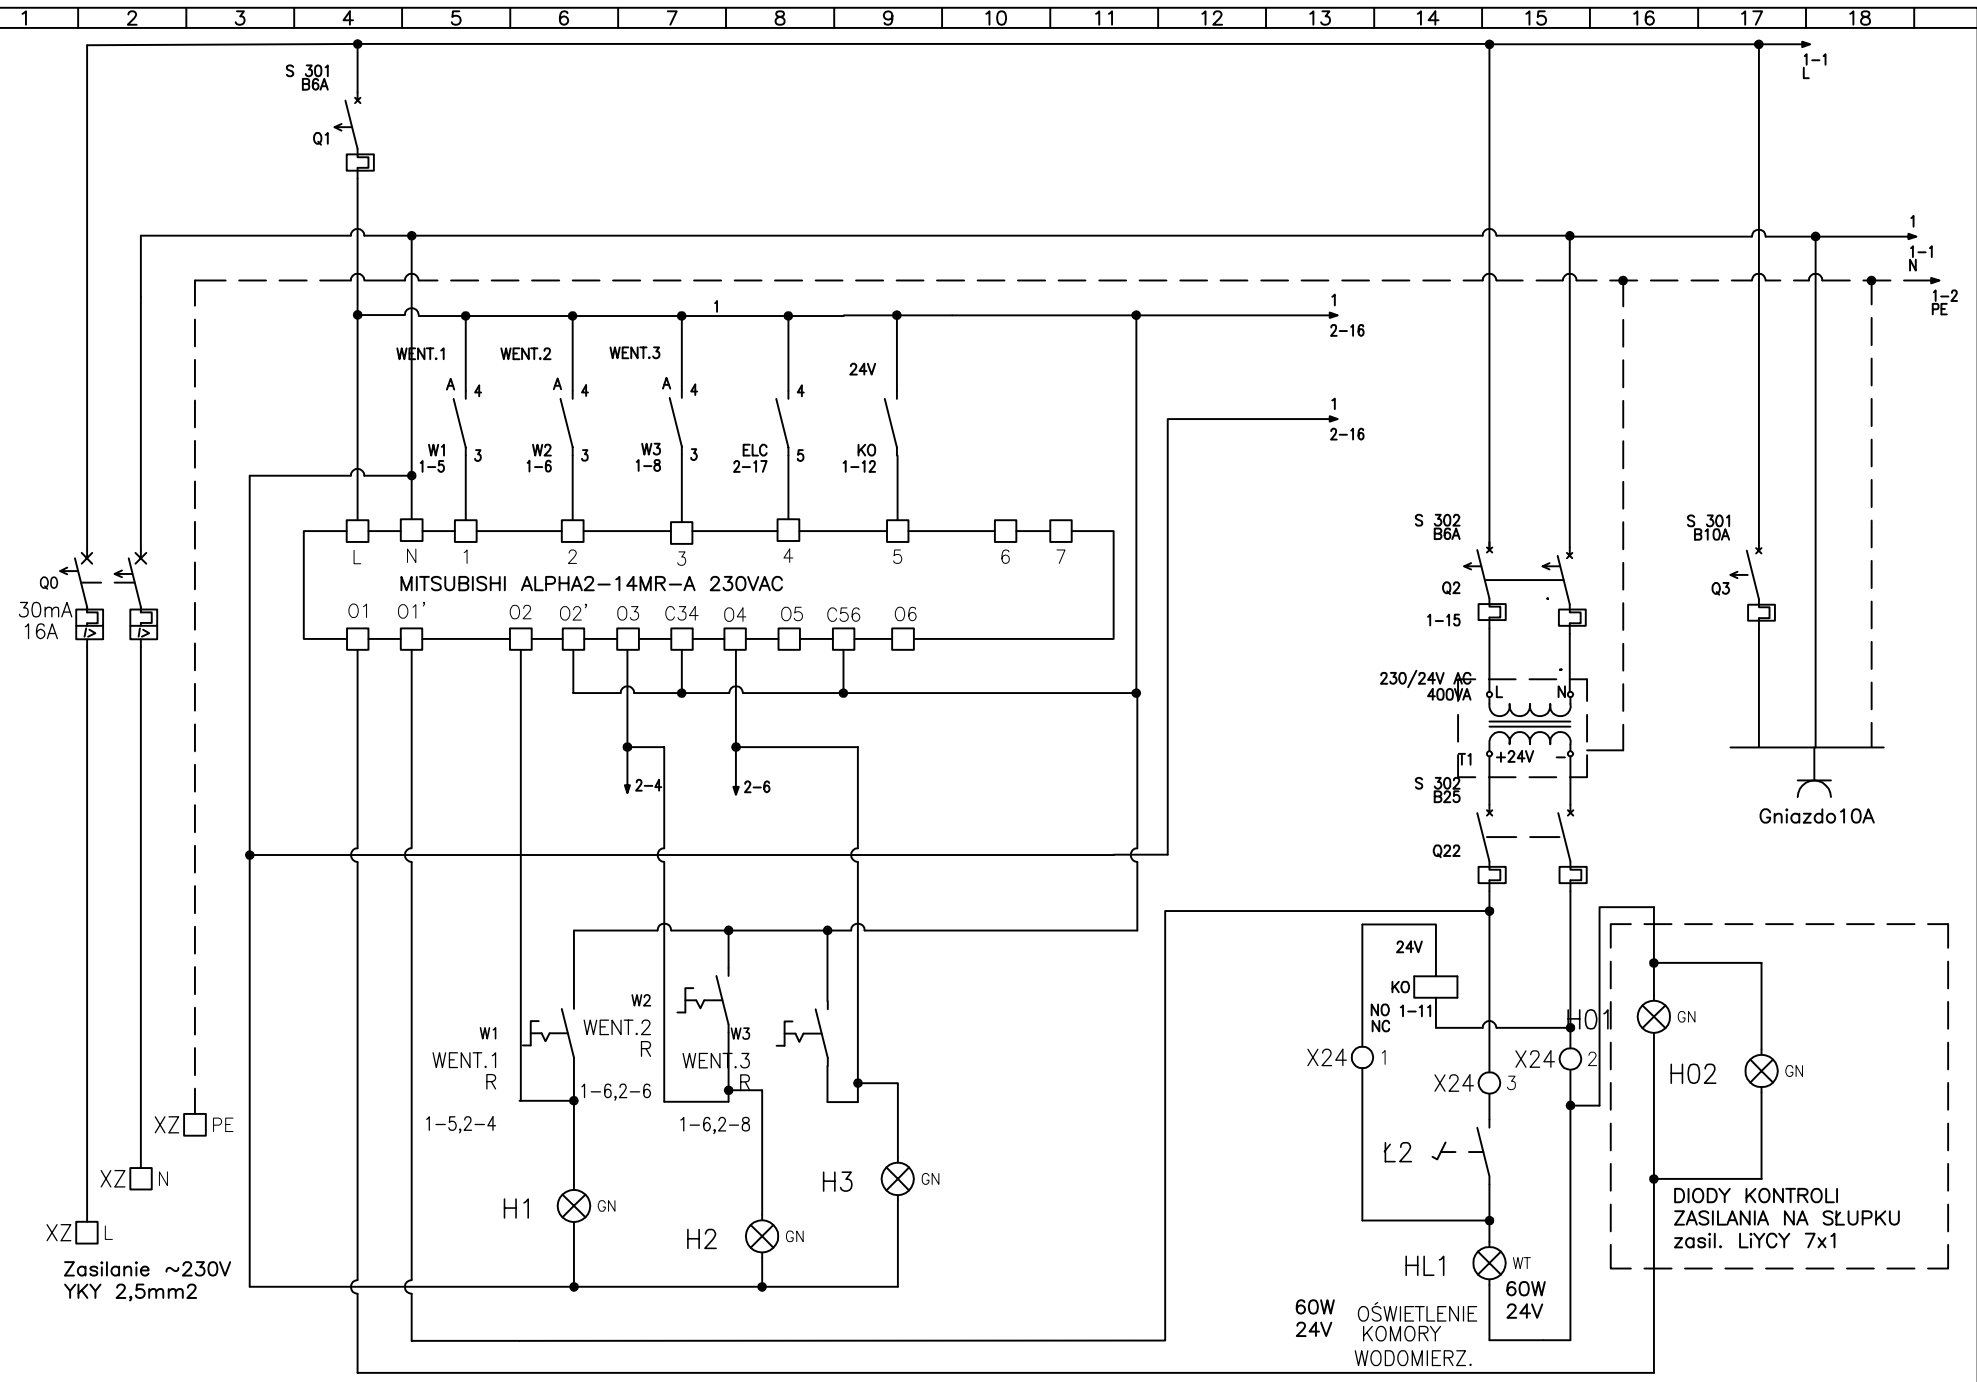 1 2 3 4 5 6 7 8 9 10 11 12 13 14 15 16 17 18
S 301
B6A
Q1
1-1
L
1
1-1
N
1-2
PE
1
1
2-16
WENT.1
WENT.2
WENT.3
24V
A 4
A 4
A 4
4
W1 3
1-5
W2 3
1-6
W3 3
1-8
ELC 5
2-17
KO
1-12
1
2-16
L N 1 2 3 4 5 6 7
MITSUBISHI ALPHA2-14MR-A 230VAC
O1 O1' O2 O2' O3 C34 O4 O5 C56 O6
Q0
30mA
16A
I>
I>
S 302
B6A
Q2
1-15
S 301
B10A
Q3
230/24V AC
400VA
L N
T1 +24V -
S 302
B25
Q22
Gniazdo10A
2-4
2-6
W1
WENT.1
R
1-5,2-4
W2
WENT.2
R
1-6,2-6
W3
WENT.3
R
1-6,2-8
24V
KO
NO 1-11
NC
X24 1
X24 3
X24 2
H01 GN
H02 GN
XZ PE
XZ N
XZ L
Zasilanie ~230V
YKY 2,5mm2
H1 GN
H2 GN
H3 GN
Ł2
HL1 WT
60W
24V
60W
24V
OŚWIETLENIE
KOMORY
WODOMIERZ.
DIODY KONTROLI
ZASILANIA NA SŁUPKU
zasil. LiYCY 7x1